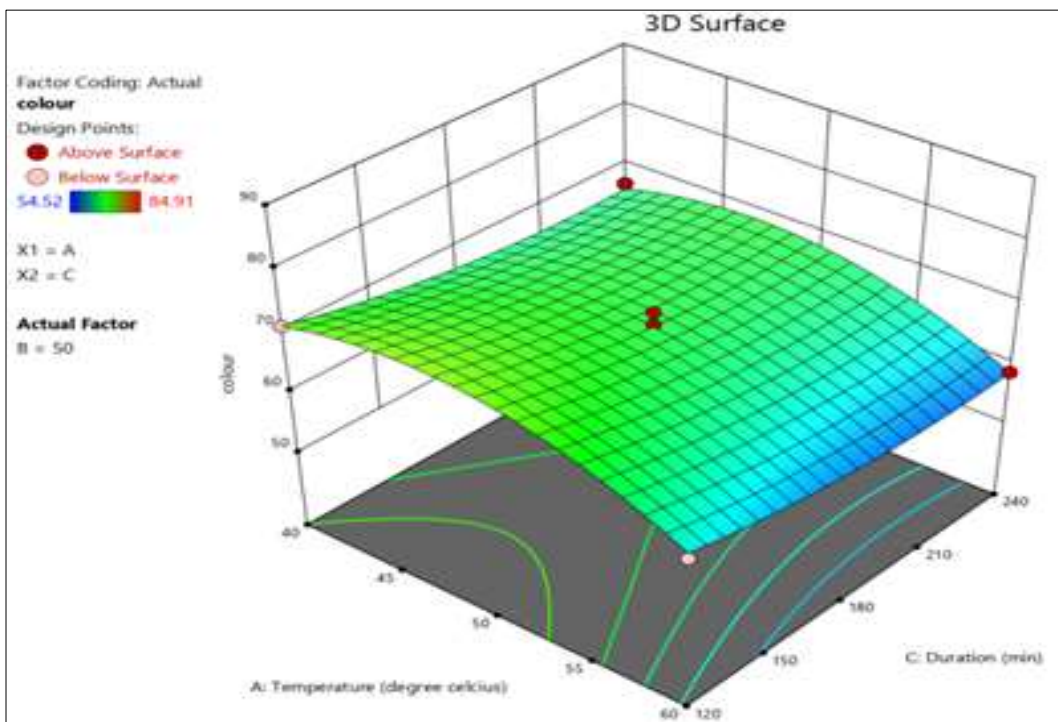 3D Surface
Factor Coding: Actual
colour
Design Points:
Above Surface
Below Surface
54.52 84.91
X1 = A
X2 = C
Actual Factor
B = 50
90
80
70
60
50
colour
40
45
50
55
60
120
150
180
210
240
A: Temperature (degree celcius)
C: Duration (min)